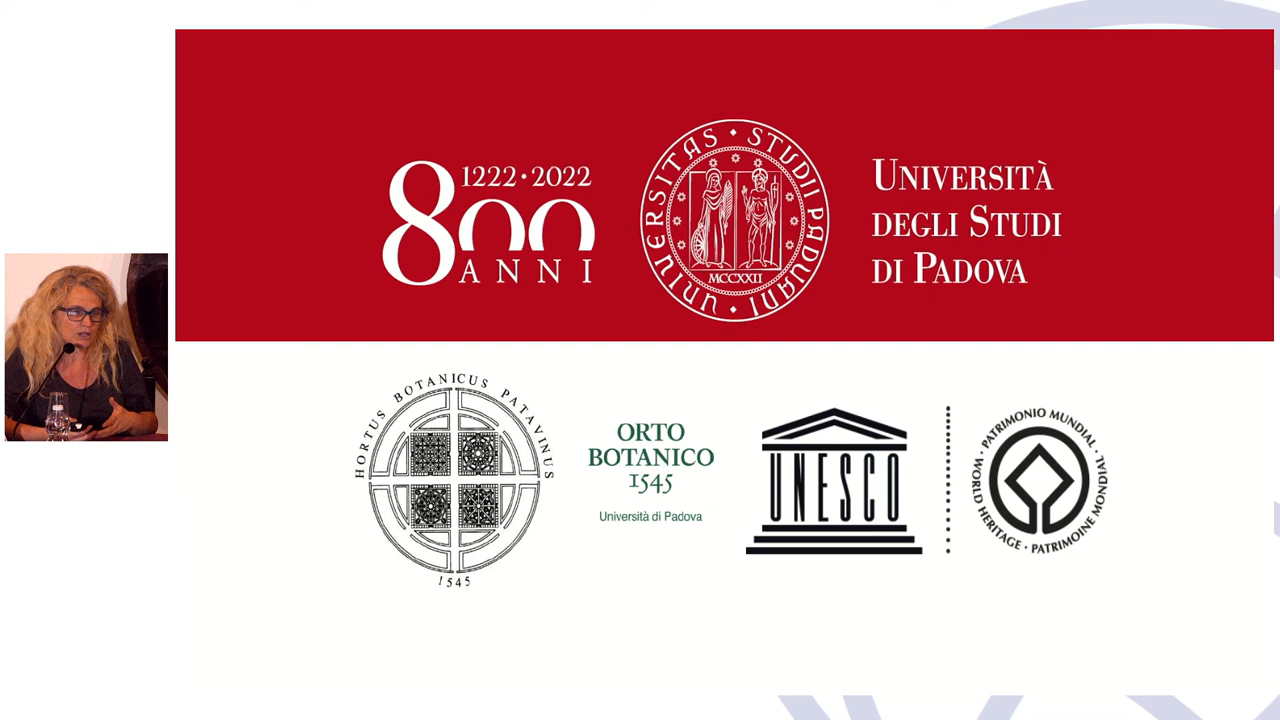 1222 • 2022
800
ANNI
UNIVERSITAS • STUDII PADUANI •
MCCXXII
UNIVERSITÀ
DEGLI STUDI
DI PADOVA
HORTUS BOTANICUS PATAVINUS
1545
ORTO
BOTANICO
1545
Università di Padova
UNESCO
PATRIMONIO MUNDIAL •
WORLD HERITAGE •
PATRIMOINE MONDIAL •